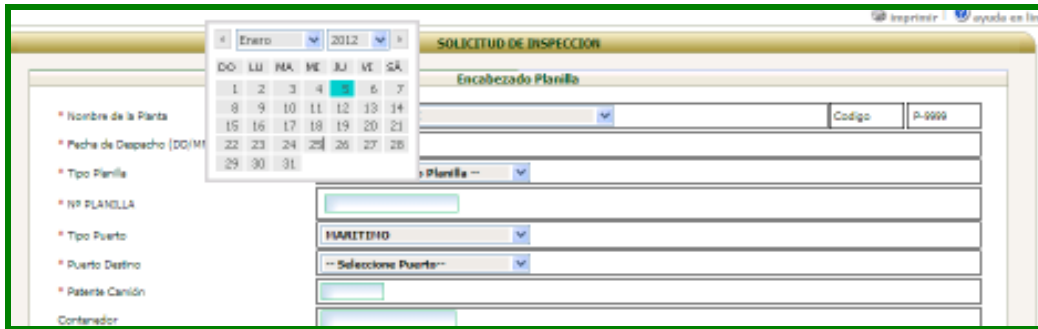 imprimir ayuda en lín
Enero 2012
SOLICITUD DE INSPECCION
DO LU MA MI JU VI SÃ
Encabezado Planilla
1 2 3 4 5 6 7
8 9 10 11 12 13 14
* Nombre de la Planta Codigo P-9999
15 16 17 18 19 20 21
* Fecha de Despacho (DD/M
22 23 24 25 26 27 28
29 30 31
* Tipo Planilla Planilla --
* Nº PLANILLA
* Tipo Puerto MARITIMO
* Puerto Destino -- Seleccione Puerto--
* Patente Camión
Contenedor